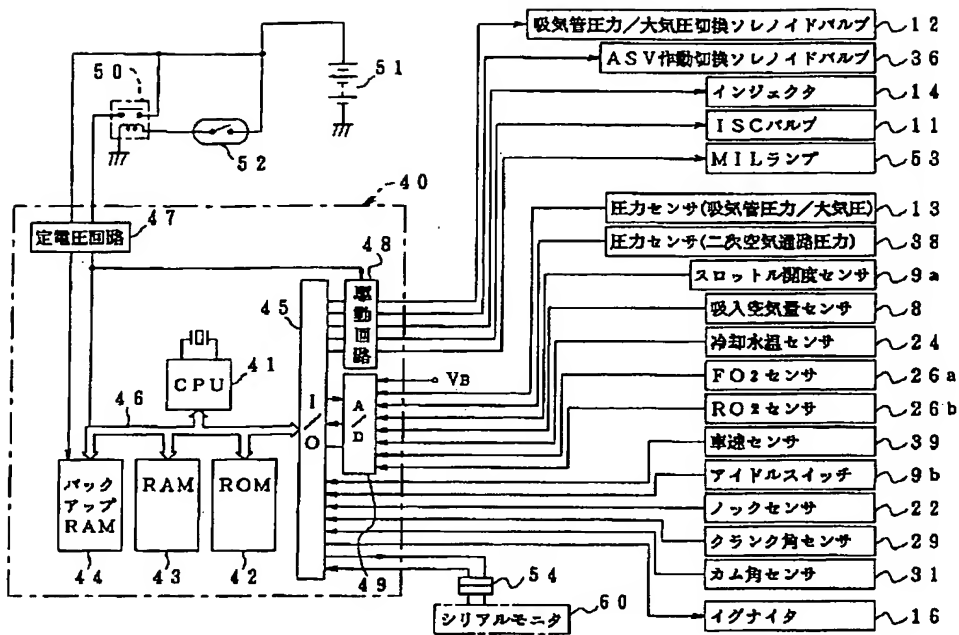 吸気管圧力/大気圧切換ソレノイドバルブ 12
ASV作動切換ソレノイドバルブ 36
インジェクタ 14
ISCバルブ 11
MILランプ 53
50
51
52
40
47
定電圧回路
圧力センサ(吸気管圧力/大気圧) 13
圧力センサ(二次空気通路圧力) 38
スロットル開度センサ 9a
吸入空気量センサ 8
冷却水温センサ 24
FO2センサ 26a
RO2センサ 26b
車速センサ 39
アイドルスイッチ 9b
ノックセンサ 22
クランク角センサ 29
カム角センサ 31
イグナイタ 16
48
駆動回路
45
I/O
A/D
VB
CPU
41
46
バックアップRAM
RAM
ROM
44
43
42
49
54
シリアルモニタ 60